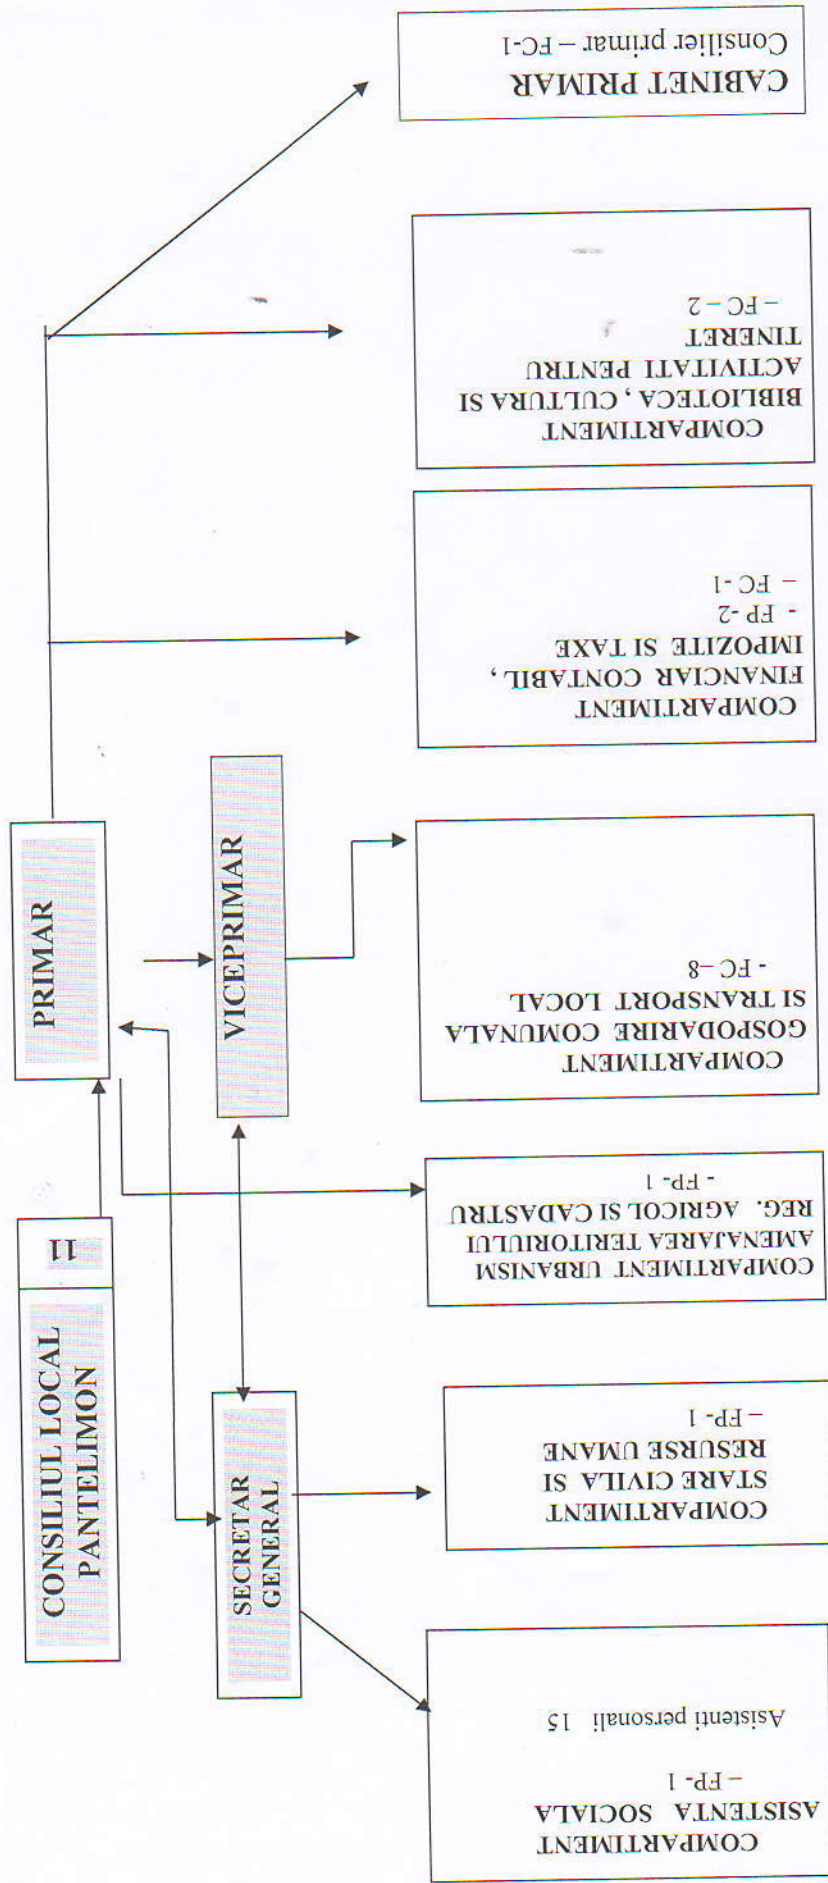 CONSILIUL LOCAL
PANTELIMON
11
PRIMAR
SECRETAR
GENERAL
VICEPRIMAR
COMPARTIMENT
ASISTENTA SOCIALA
– FP- 1
Asistenti personali 15
COMPARTIMENT
STARE CIVILA SI
RESURSE UMANE
– FP- 1
COMPARTIMENT URBANISM
AMENAJAREA TERITORIULUI
REG. AGRICOL SI CADASTRU
- FP- 1
COMPARTIMENT
GOSPODARIRE COMUNALA
SI TRANSPORT LOCAL
- FC –8
COMPARTIMENT
FINANCIAR CONTABIL ,
IMPOZITE SI TAXE
- FP -2
– FC -1
COMPARTIMENT
BIBLIOTECA , CULTURA SI
ACTIVITATI PENTRU
TINERET
– FC – 2
CABINET PRIMAR
Consilier primar – FC-1